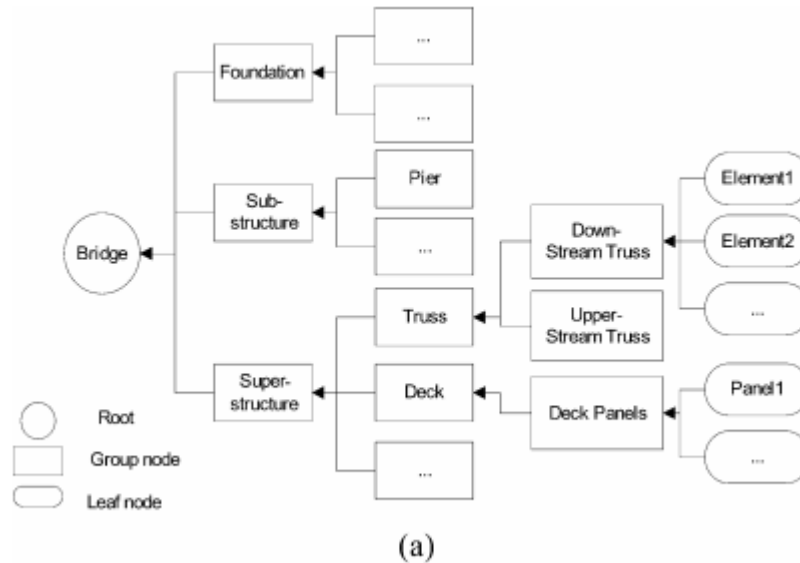 ...
Foundation
...
Pier
Sub-
structure
...
Bridge
Element1
Down-
Stream Truss
Element2
...
Truss
Upper-
Stream Truss
Super-
structure
Deck
Deck Panels
Panel1
...
...
Root
Group node
Leaf node
(a)